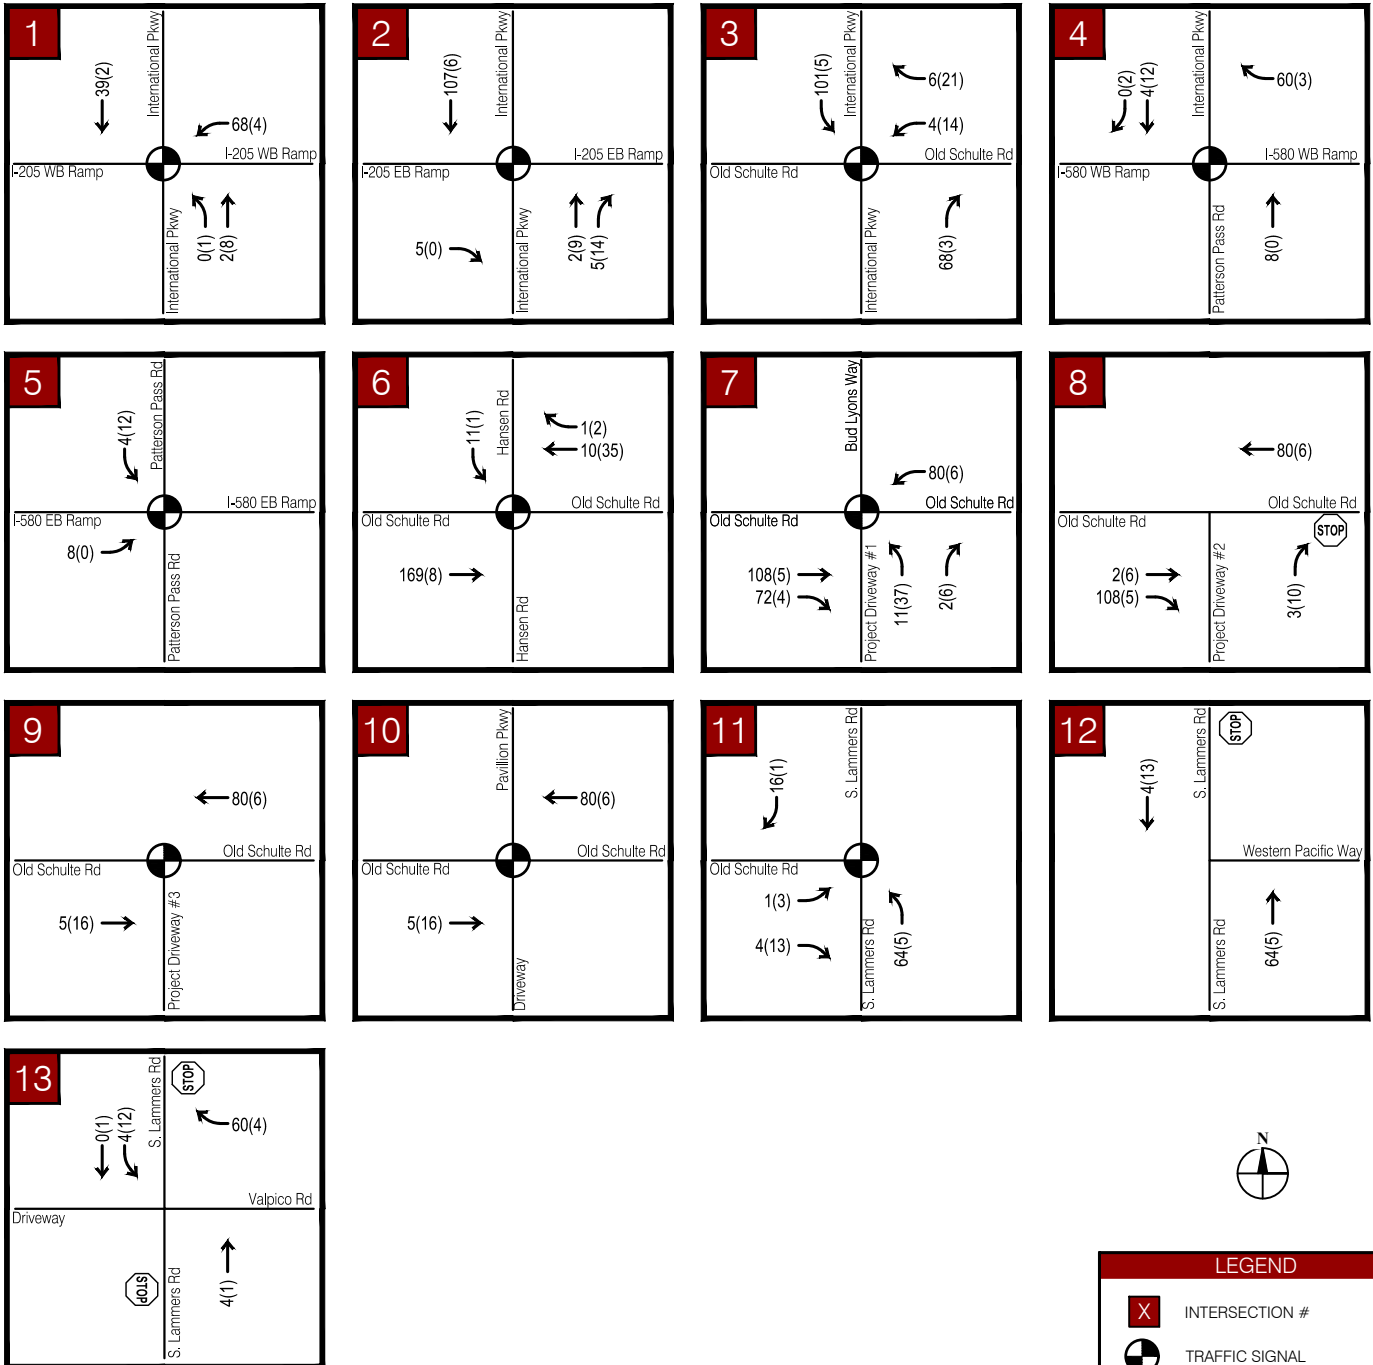 1
39(2)
International Pkwy
68(4)
I-205 WB Ramp
I-205 WB Ramp
0(1)
2(8)
International Pkwy
2
107(6)
International Pkwy
I-205 EB Ramp
I-205 EB Ramp
5(0)
2(9)
5(14)
International Pkwy
3
101(5)
International Pkwy
6(21)
4(14)
Old Schulte Rd
Old Schulte Rd
68(3)
International Pkwy
4
0(2)
4(12)
International Pkwy
60(3)
I-580 WB Ramp
I-580 WB Ramp
8(0)
Patterson Pass Rd
5
4(12)
Patterson Pass Rd
I-580 EB Ramp
I-580 EB Ramp
8(0)
Patterson Pass Rd
6
11(1)
Hansen Rd
1(2)
10(35)
Old Schulte Rd
Old Schulte Rd
169(8)
Hansen Rd
7
Bud Lyons Way
80(6)
Old Schulte Rd
Old Schulte Rd
108(5)
72(4)
Project Driveway #1
11(37)
2(6)
8
80(6)
Old Schulte Rd
Old Schulte Rd
STOP
2(6)
108(5)
Project Driveway #2
3(10)
9
80(6)
Old Schulte Rd
Old Schulte Rd
5(16)
Project Driveway #3
10
Pavillion Pkwy
80(6)
Old Schulte Rd
Old Schulte Rd
5(16)
Driveway
11
16(1)
S. Lammers Rd
Old Schulte Rd
1(3)
4(13)
S. Lammers Rd
64(5)
12
4(13)
S. Lammers Rd
STOP
Western Pacific Way
S. Lammers Rd
64(5)
13
0(1)
4(12)
S. Lammers Rd
STOP
60(4)
Valpico Rd
Driveway
STOP
S. Lammers Rd
4(1)
N
LEGEND
X INTERSECTION #
TRAFFIC SIGNAL